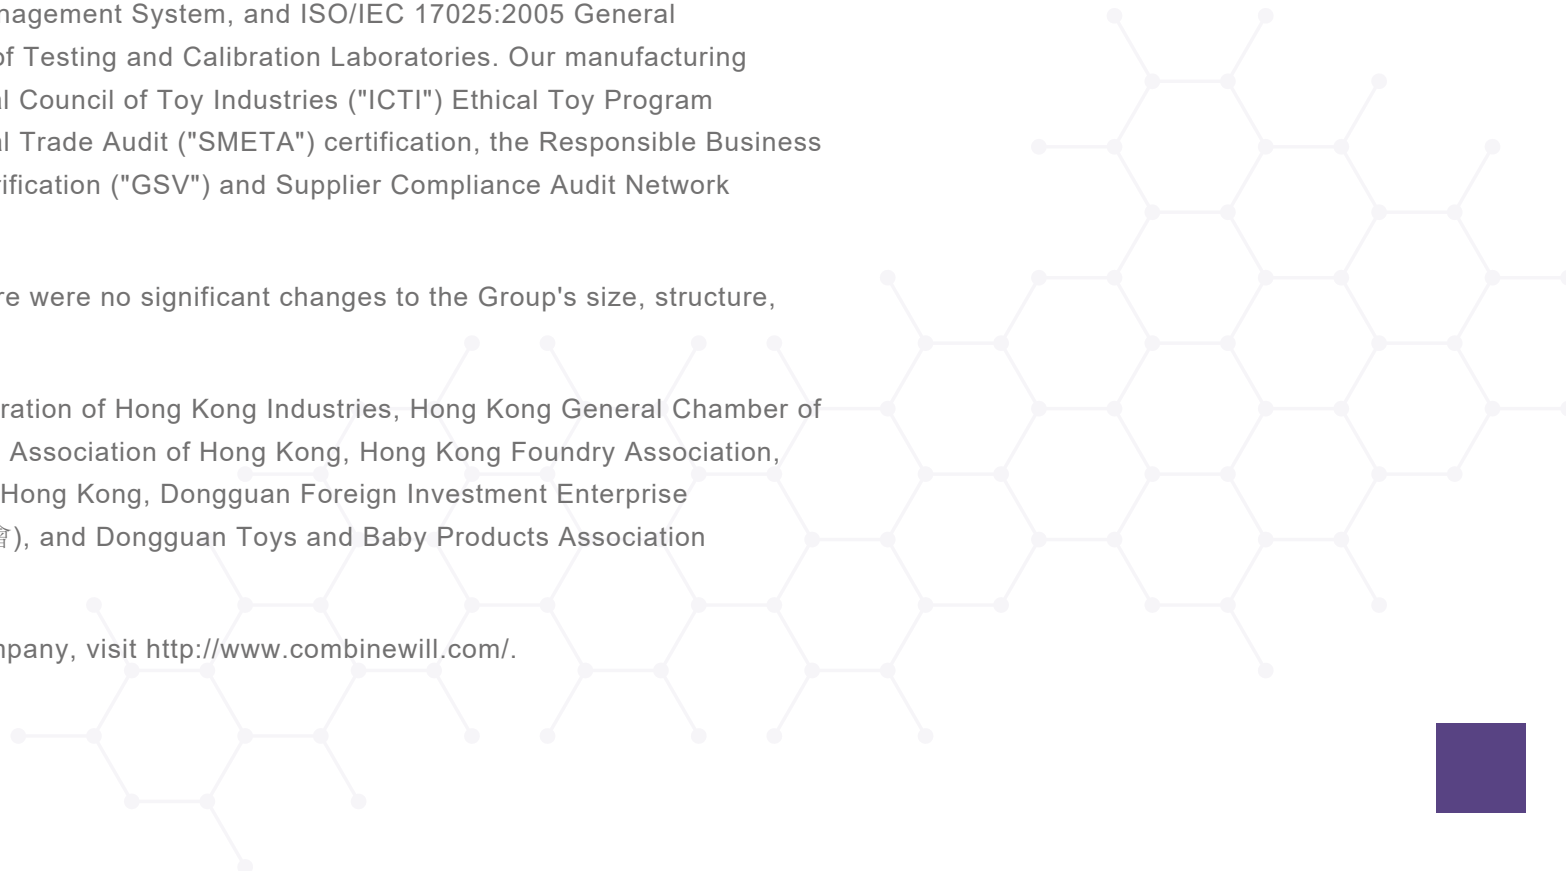 nagement System, and ISO/IEC 17025:2005 General
of Testing and Calibration Laboratories. Our manufacturing
al Council of Toy Industries ("ICTI") Ethical Toy Program
al Trade Audit ("SMETA") certification, the Responsible Business
ification ("GSV") and Supplier Compliance Audit Network
re were no significant changes to the Group's size, structure,
ration of Hong Kong Industries, Hong Kong General Chamber of
Association of Hong Kong, Hong Kong Foundry Association,
Hong Kong, Dongguan Foreign Investment Enterprise
會), and Dongguan Toys and Baby Products Association
mpany, visit http://www.combinewill.com/.